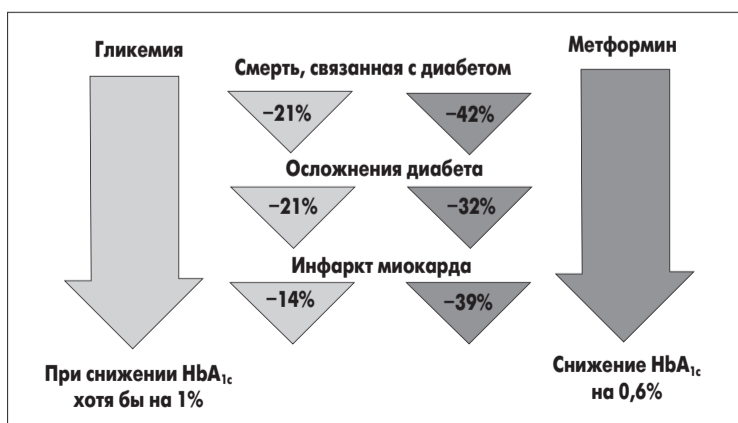 Гликемия
Метформин
Смерть, связанная с диабетом
–21%
–42%
Осложнения диабета
–21%
–32%
Инфаркт миокарда
–14%
–39%
При снижении HbA1c
хотя бы на 1%
Снижение HbA1c
на 0,6%